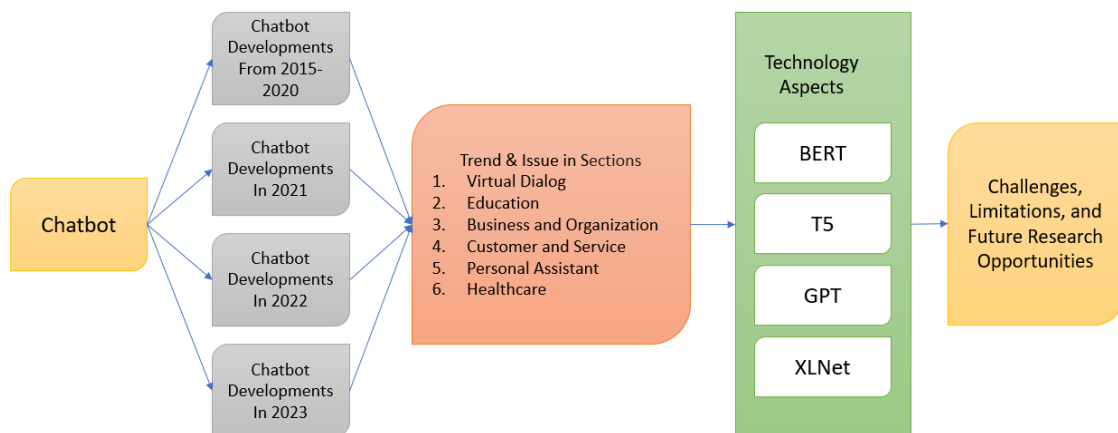 Chatbot
Chatbot
Developments
From 2015-
2020
Chatbot
Developments
In 2021
Chatbot
Developments
In 2022
Chatbot
Developments
In 2023
Trend & Issue in Sections
1. Virtual Dialog
2. Education
3. Business and Organization
4. Customer and Service
5. Personal Assistant
6. Healthcare
Technology
Aspects
BERT
T5
GPT
XLNet
Challenges,
Limitations, and
Future Research
Opportunities